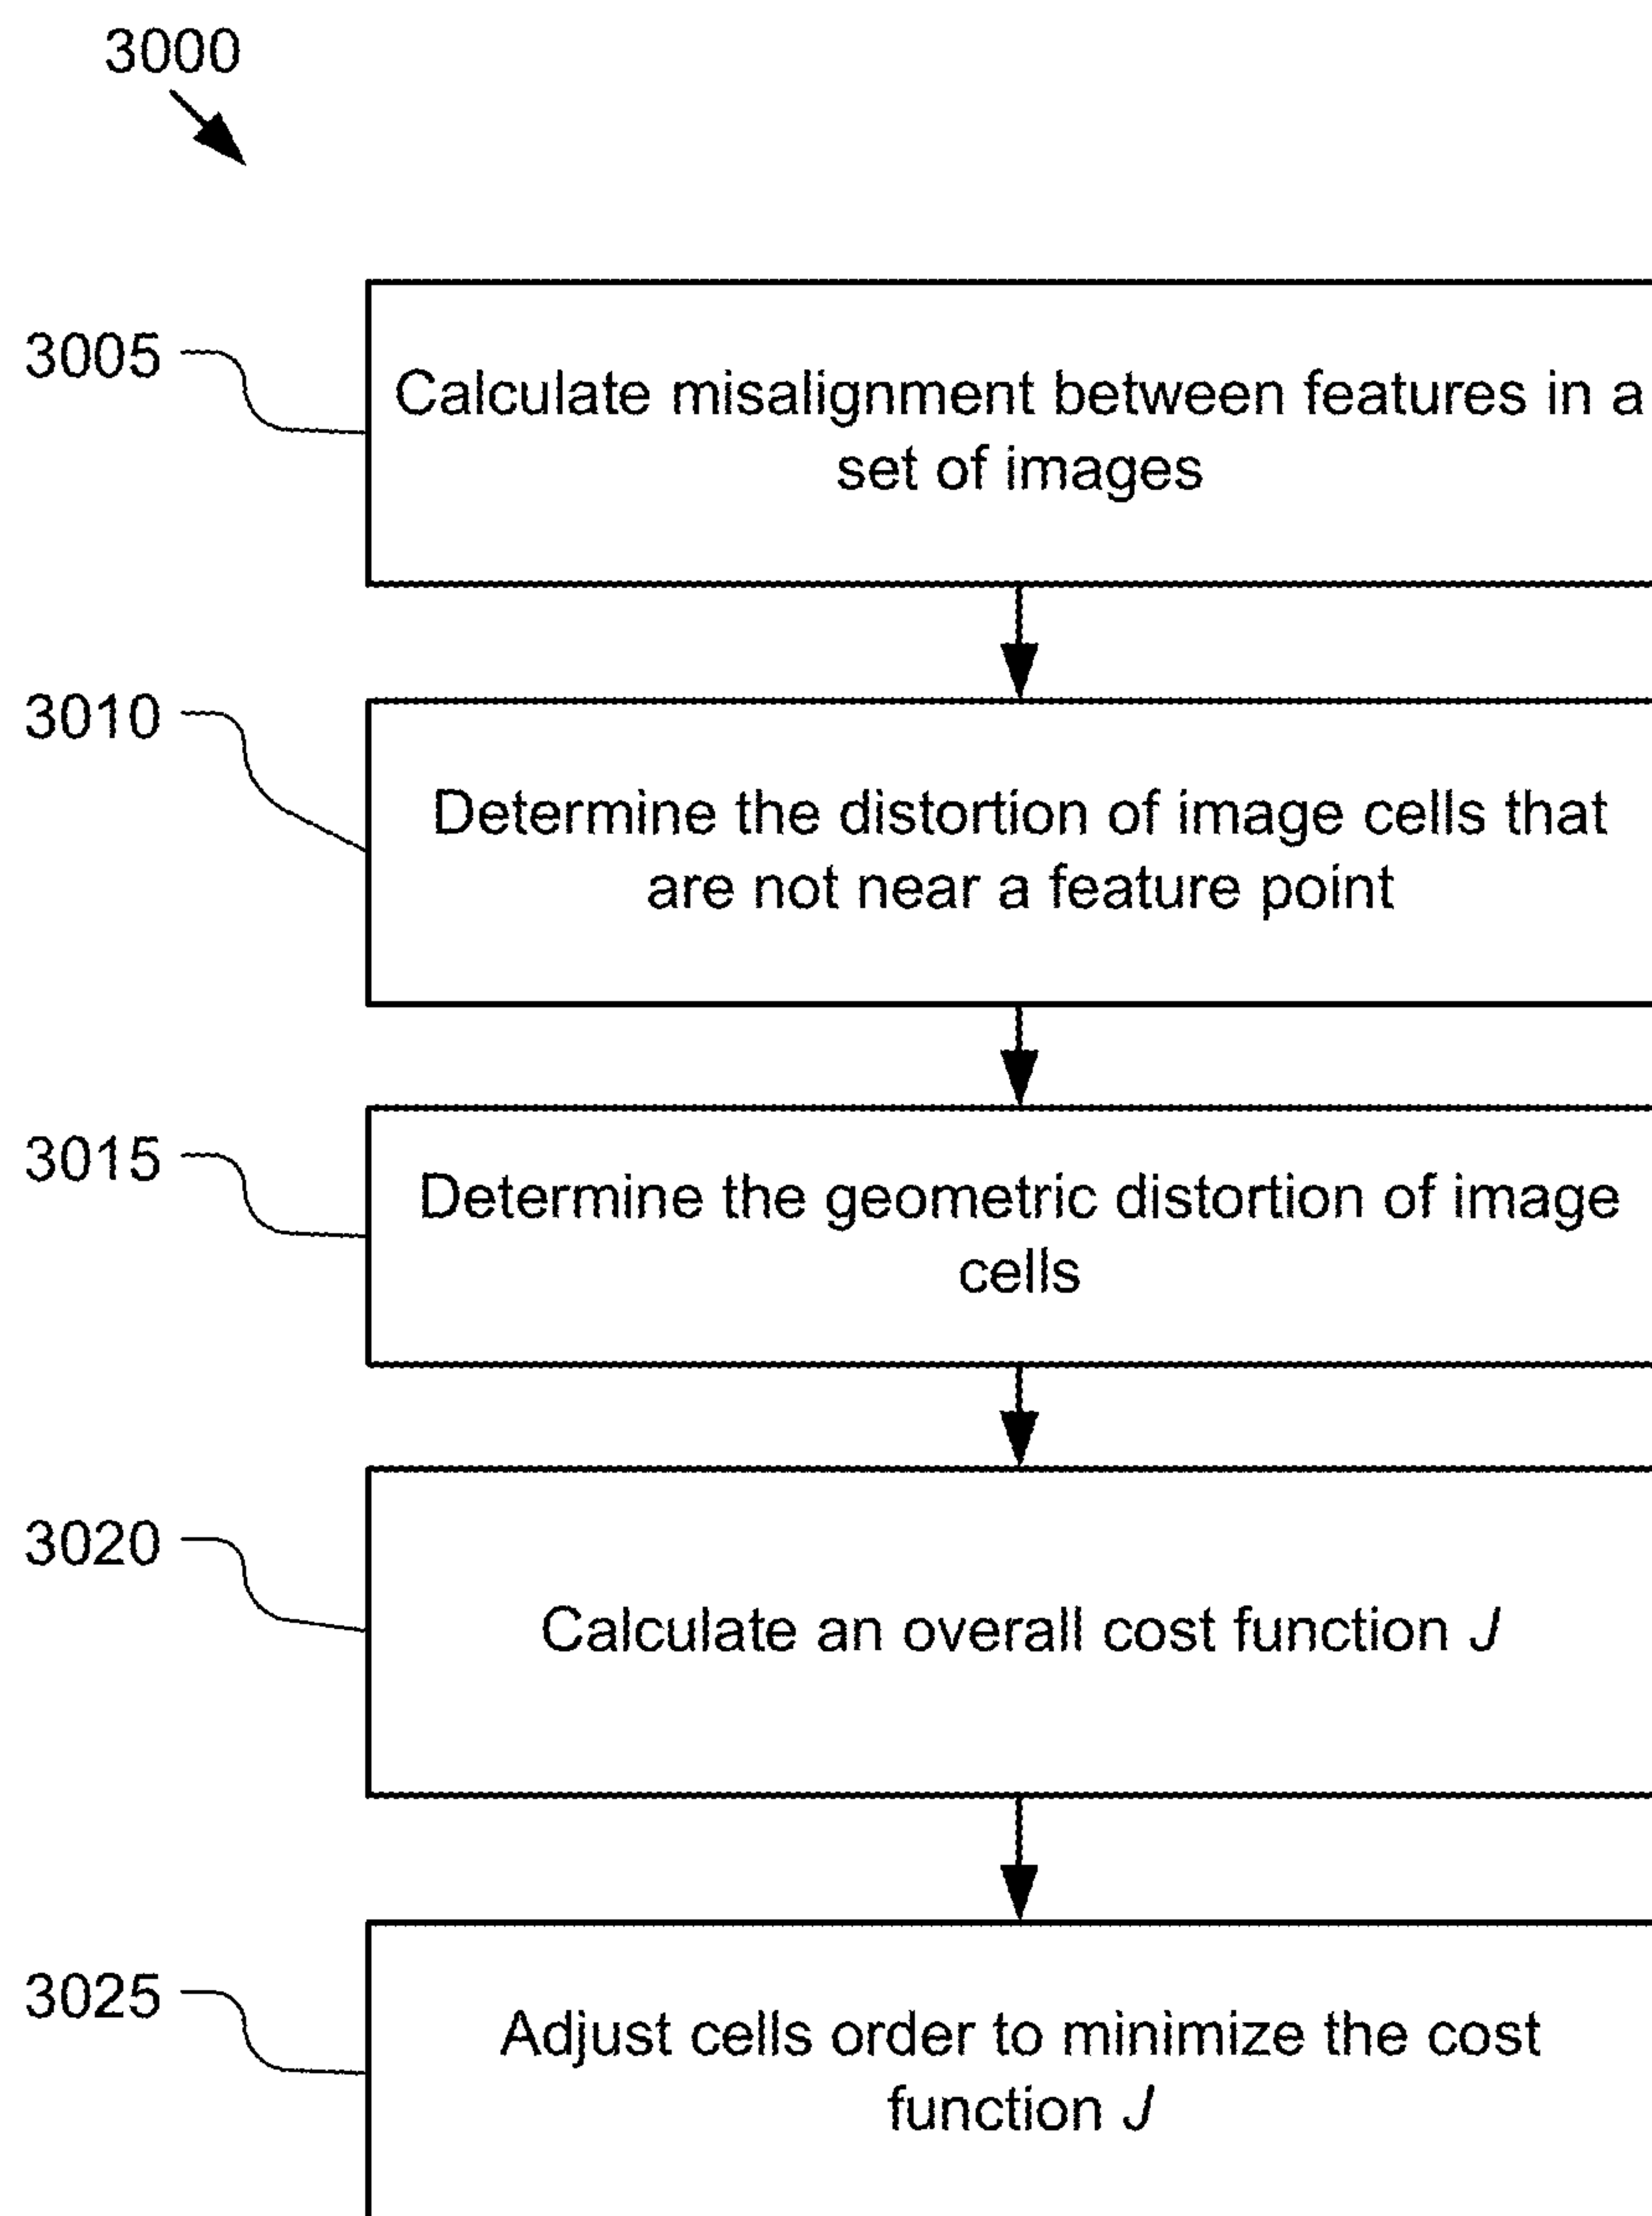 3000
3005
Calculate misalignment between features in a
set of images
3010
Determine the distortion of image cells that
are not near a feature point
3015
Determine the geometric distortion of image
cells
3020
Calculate an overall cost function J
3025
Adjust cells order to minimize the cost
function J